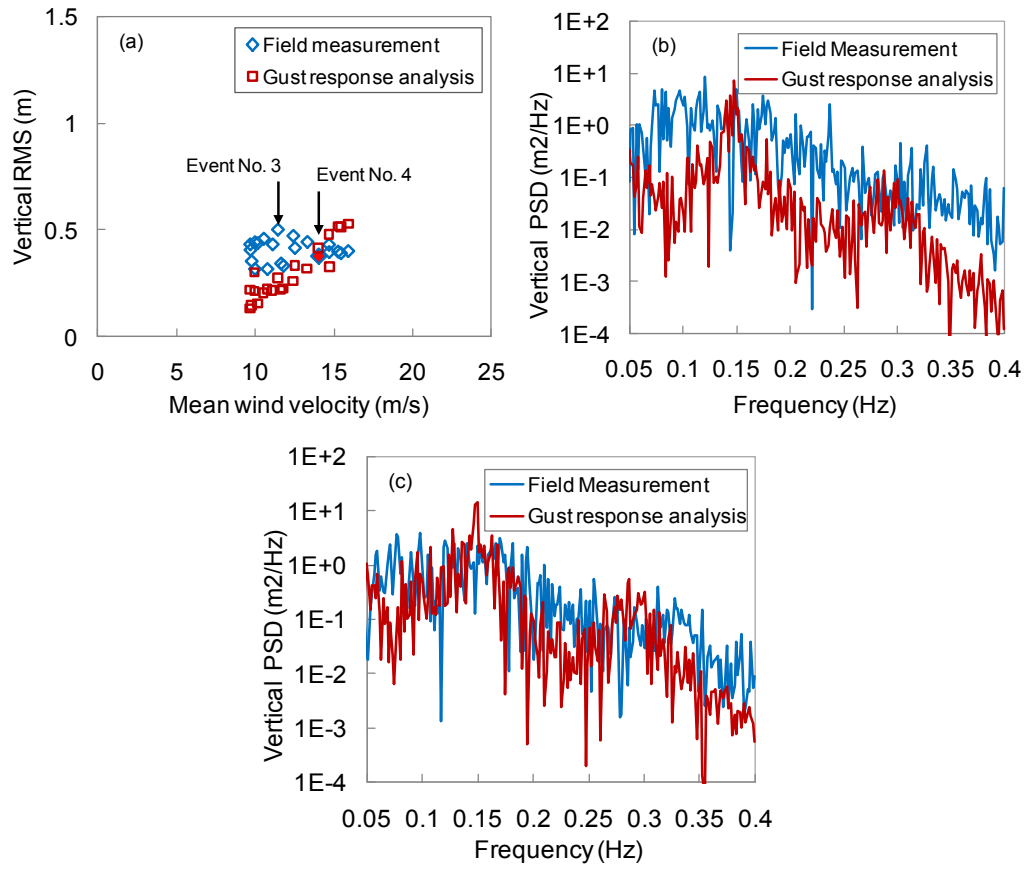 (a)
Field measurement
Gust response analysis
Event No. 3
Event No. 4
Vertical RMS (m)
1.5
1
0.5
0
0 5 10 15 20 25
Mean wind velocity (m/s)
(b)
Field Measurement
Gust response analysis
Vertical PSD (m2/Hz)
1E+2
1E+1
1E+0
1E-1
1E-2
1E-3
1E-4
0.05 0.1 0.15 0.2 0.25 0.3 0.35 0.4
Frequency (Hz)
(c)
Field Measurement
Gust response analysis
Vertical PSD (m2/Hz)
1E+2
1E+1
1E+0
1E-1
1E-2
1E-3
1E-4
0.05 0.1 0.15 0.2 0.25 0.3 0.35 0.4
Frequency (Hz)